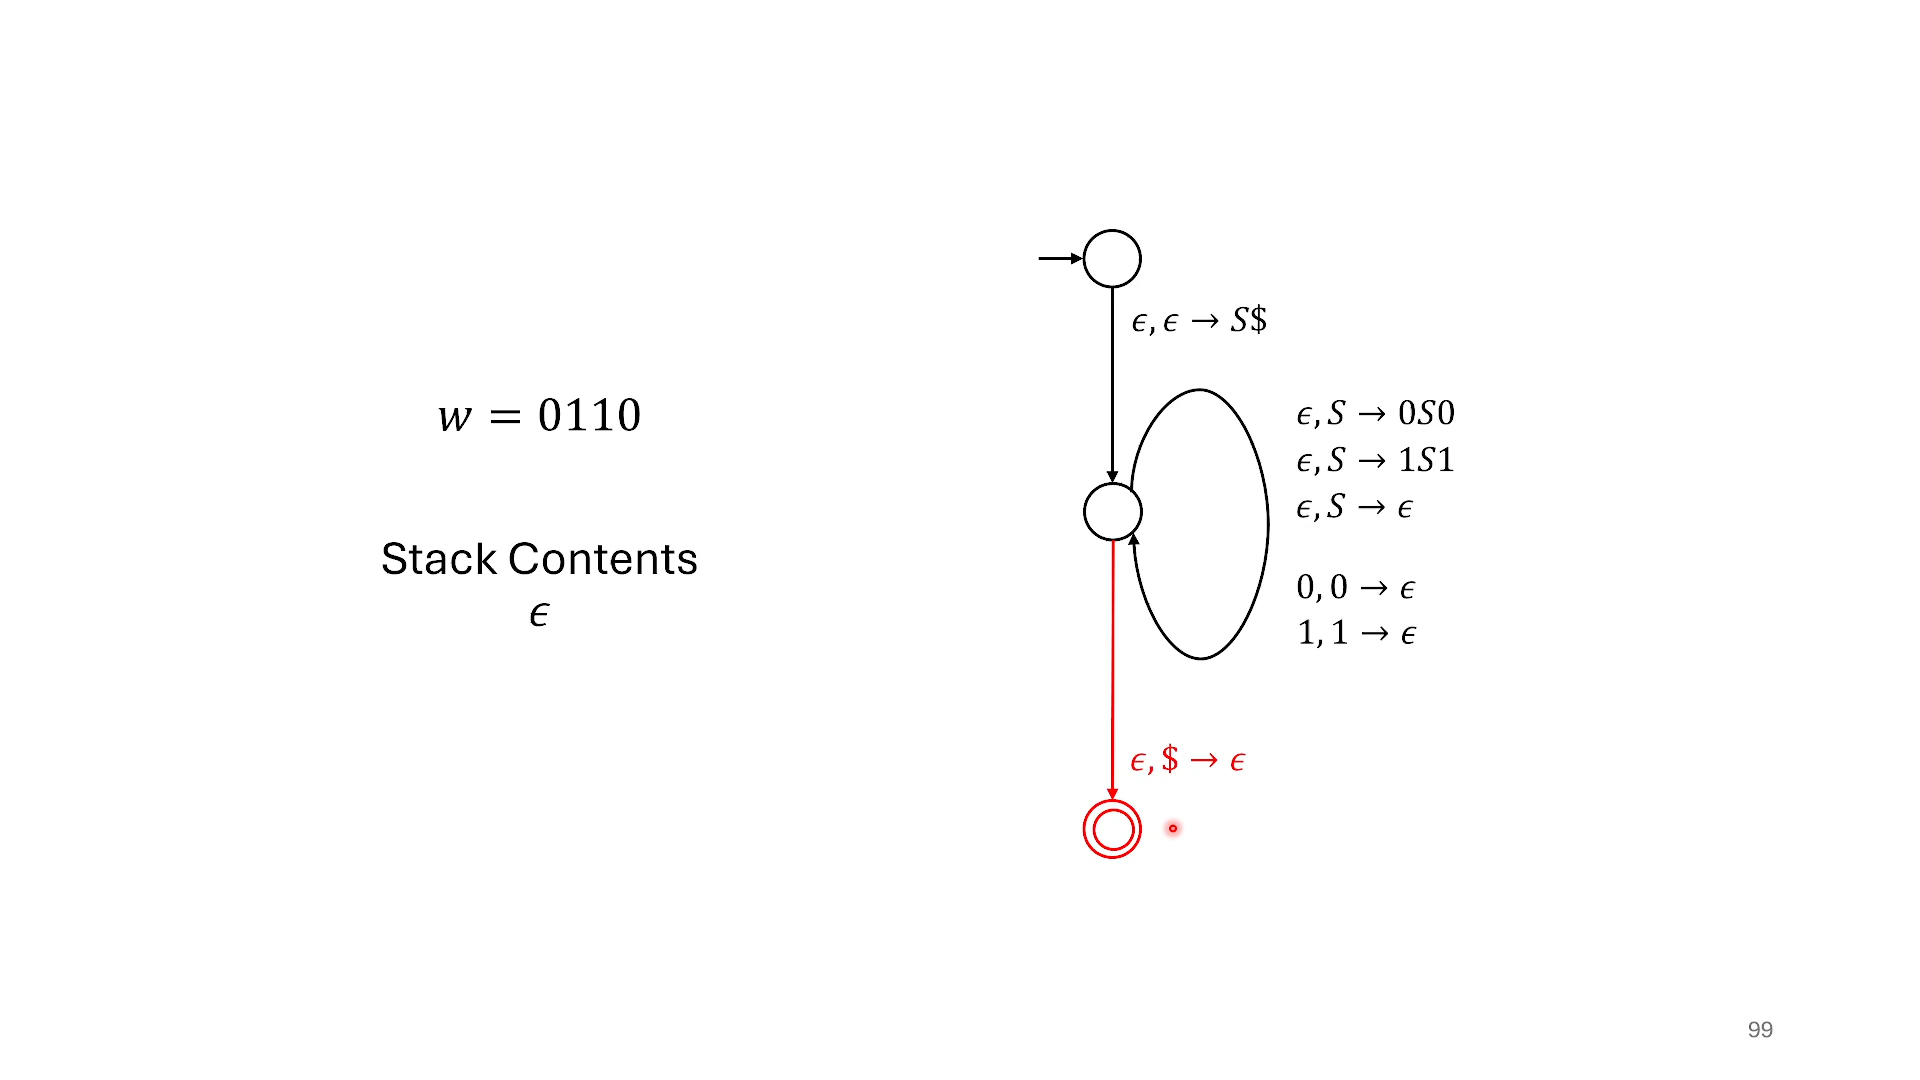 w = 0110
Stack Contents
ϵ
ϵ, ϵ → S$
ϵ, S → 0S0
ϵ, S → 1S1
ϵ, S → ϵ
0, 0 → ϵ
1, 1 → ϵ
ϵ, $ → ϵ
99